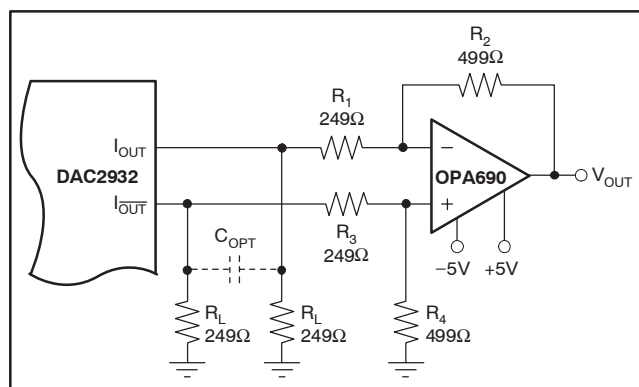 R2
499Ω
R1
249Ω
IOUT
DAC2932
IOUT
–
OPA690
+
VOUT
R3
249Ω
COPT
–5V
+5V
RL
249Ω
RL
249Ω
R4
499Ω